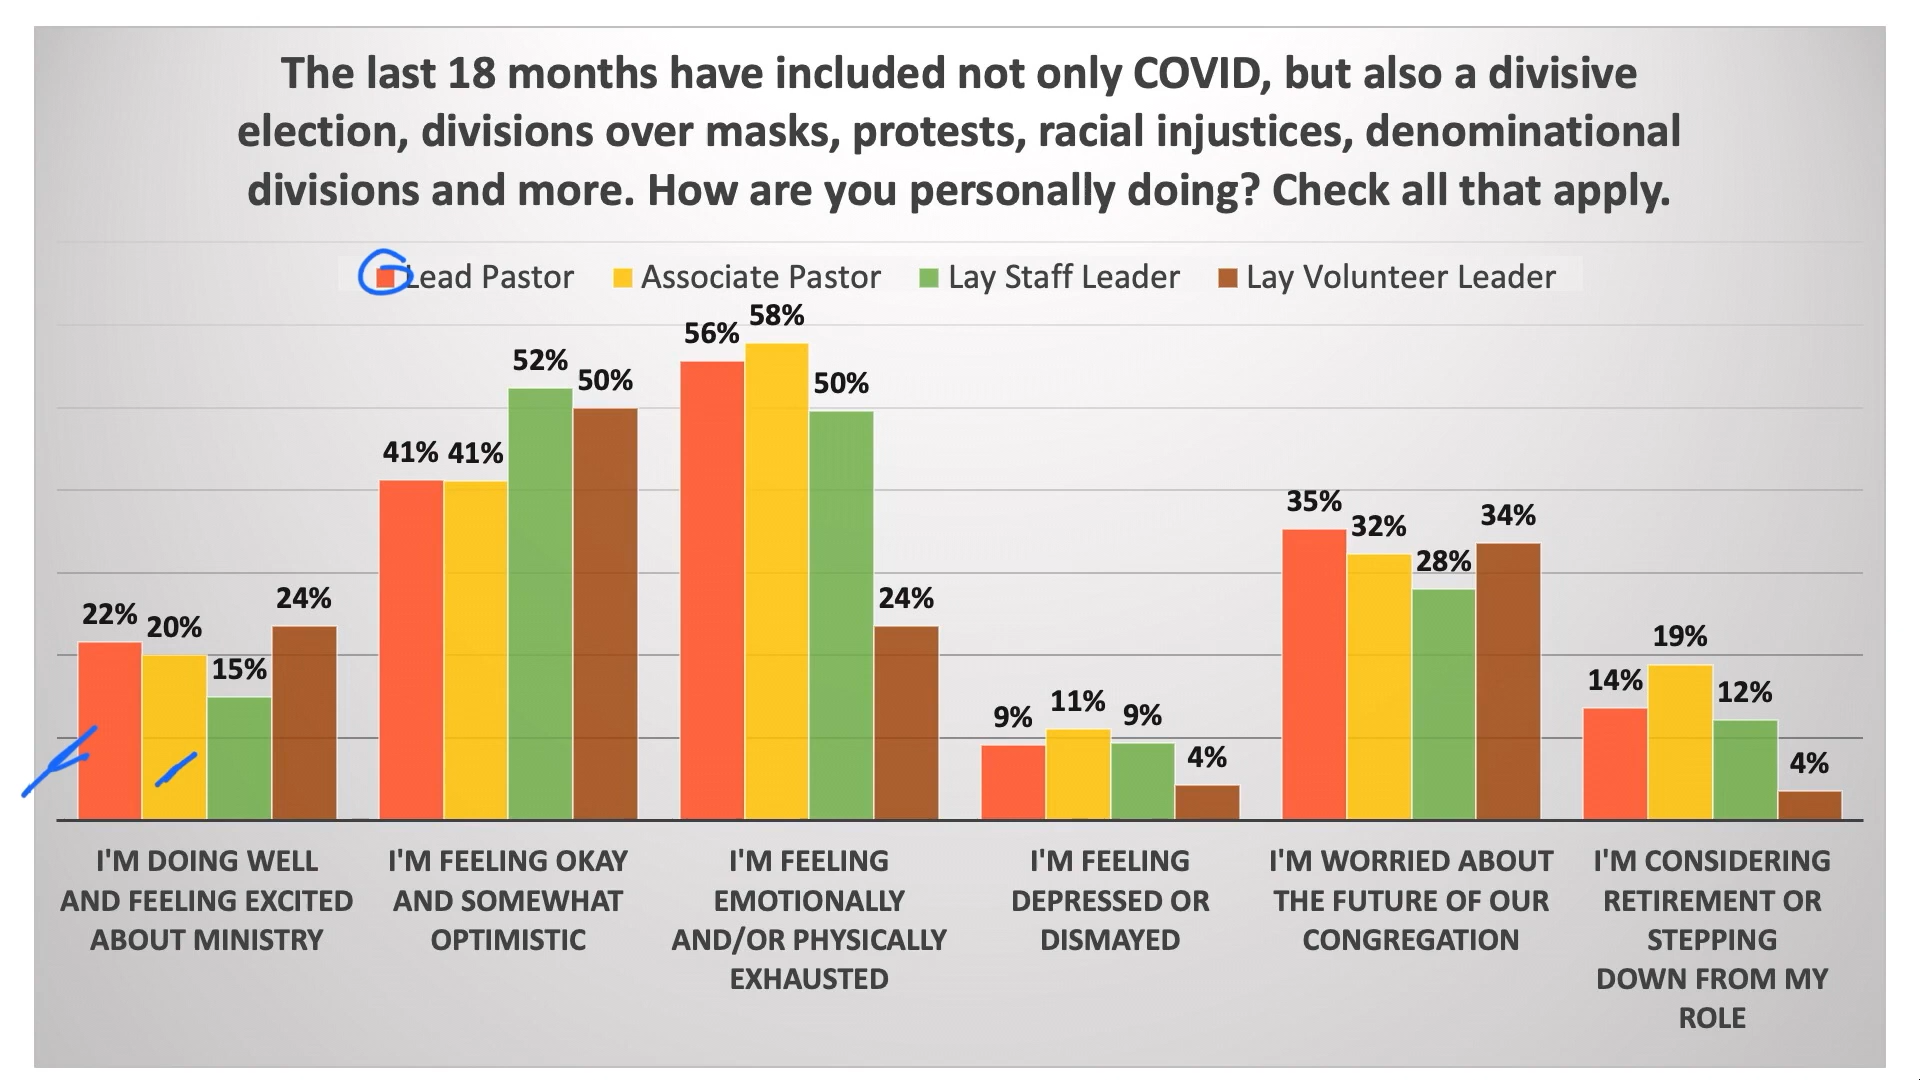 The last 18 months have included not only COVID, but also a divisive
election, divisions over masks, protests, racial injustices, denominational
divisions and more. How are you personally doing? Check all that apply.
Lead Pastor Associate Pastor Lay Staff Leader Lay Volunteer Leader
22% 20% 15% 24%
41% 41% 52% 50%
56% 58% 50% 24%
9% 11% 9% 4%
35% 32% 28% 34%
14% 19% 12% 4%
I'M DOING WELL
AND FEELING EXCITED
ABOUT MINISTRY
I'M FEELING OKAY
AND SOMEWHAT
OPTIMISTIC
I'M FEELING
EMOTIONALLY
AND/OR PHYSICALLY
EXHAUSTED
I'M FEELING
DEPRESSED OR
DISMAYED
I'M WORRIED ABOUT
THE FUTURE OF OUR
CONGREGATION
I'M CONSIDERING
RETIREMENT OR
STEPPING
DOWN FROM MY
ROLE